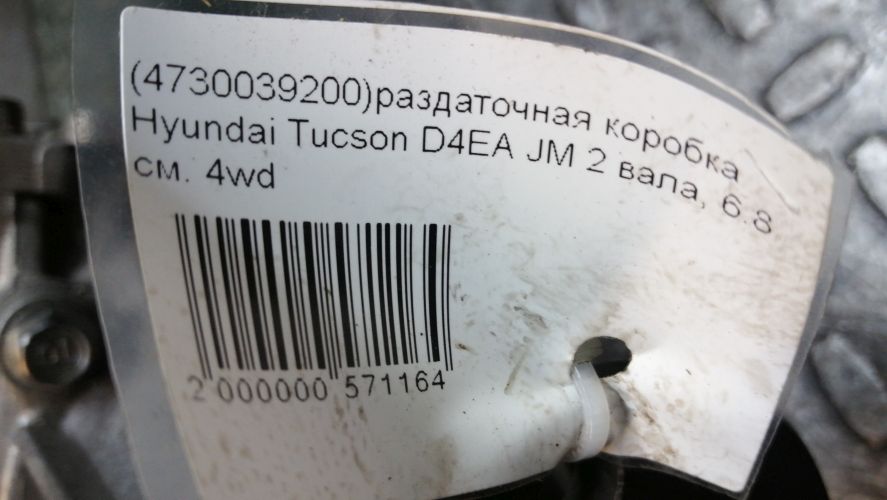 (4730039200)раздаточная коробка
Hyundai Tucson D4EA JM 2 вала, 6.8
см. 4wd
2 000000 571164